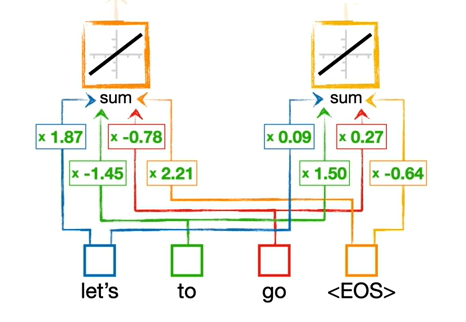 sum sum
× 1.87 × -0.78 × 0.09 × 0.27
× -1.45 × 2.21 × 1.50 × -0.64
let's to go <EOS>